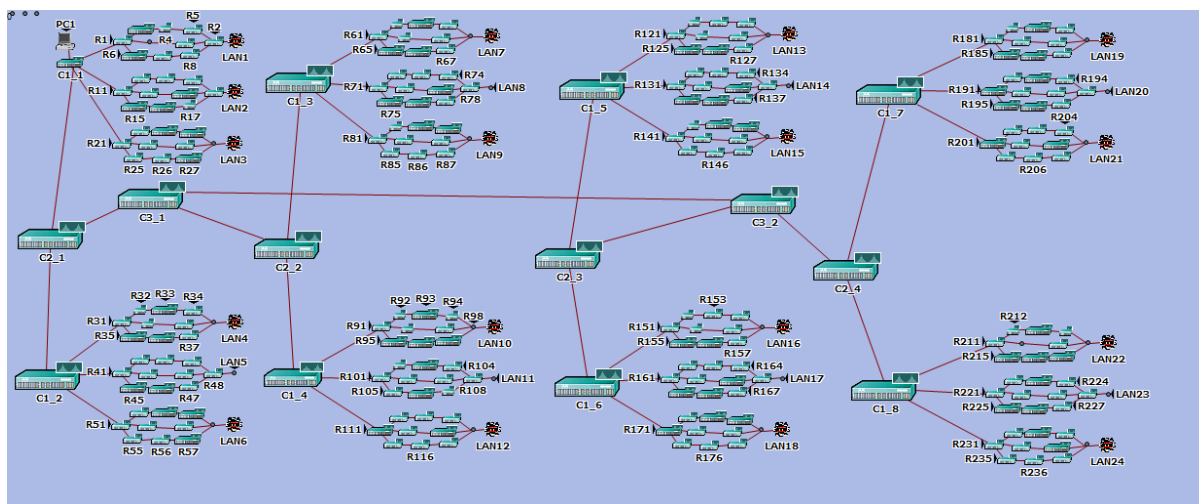 PC1
R1
R4
R5
R2
R6
R8
LAN1
C1_1
R11
R15
R17
LAN2
R21
R25 R26 R27
LAN3
R61
R65
R67
LAN7
C1_3
R71
R74
R75
R78
LAN8
R81
R85 R86 R87
LAN9
R121
R125
R127
LAN13
C1_5
R131
R134
R137
LAN14
R141
R146
LAN15
R181
R185
LAN19
C1_7
R191
R194
R195
LAN20
R204
R201
R206
LAN21
C3_1
C3_2
C2_1
C2_2
C2_3
C2_4
R32 R33 R34
R31
R35
R37
LAN4
C1_2
R41
R45 R47
R48
LAN5
R51
R55 R56 R57
LAN6
R92 R93 R94
R91
R98
R95
LAN10
C1_4
R101
R104
R105
R108
LAN11
R111
R116
LAN12
R153
R151
R155
R157
LAN16
C1_6
R161
R164
R167
LAN17
R171
R176
LAN18
R212
R211
R215
LAN22
C1_8
R221
R224
R225
R227
LAN23
R231
R235
R236
LAN24